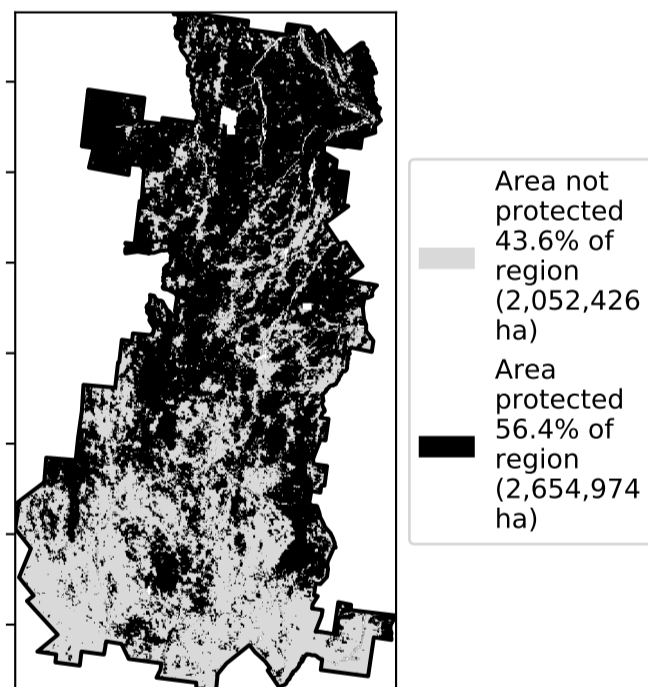 Area not
protected
43.6% of
region
(2,052,426
ha)
Area
protected
56.4% of
region
(2,654,974
ha)